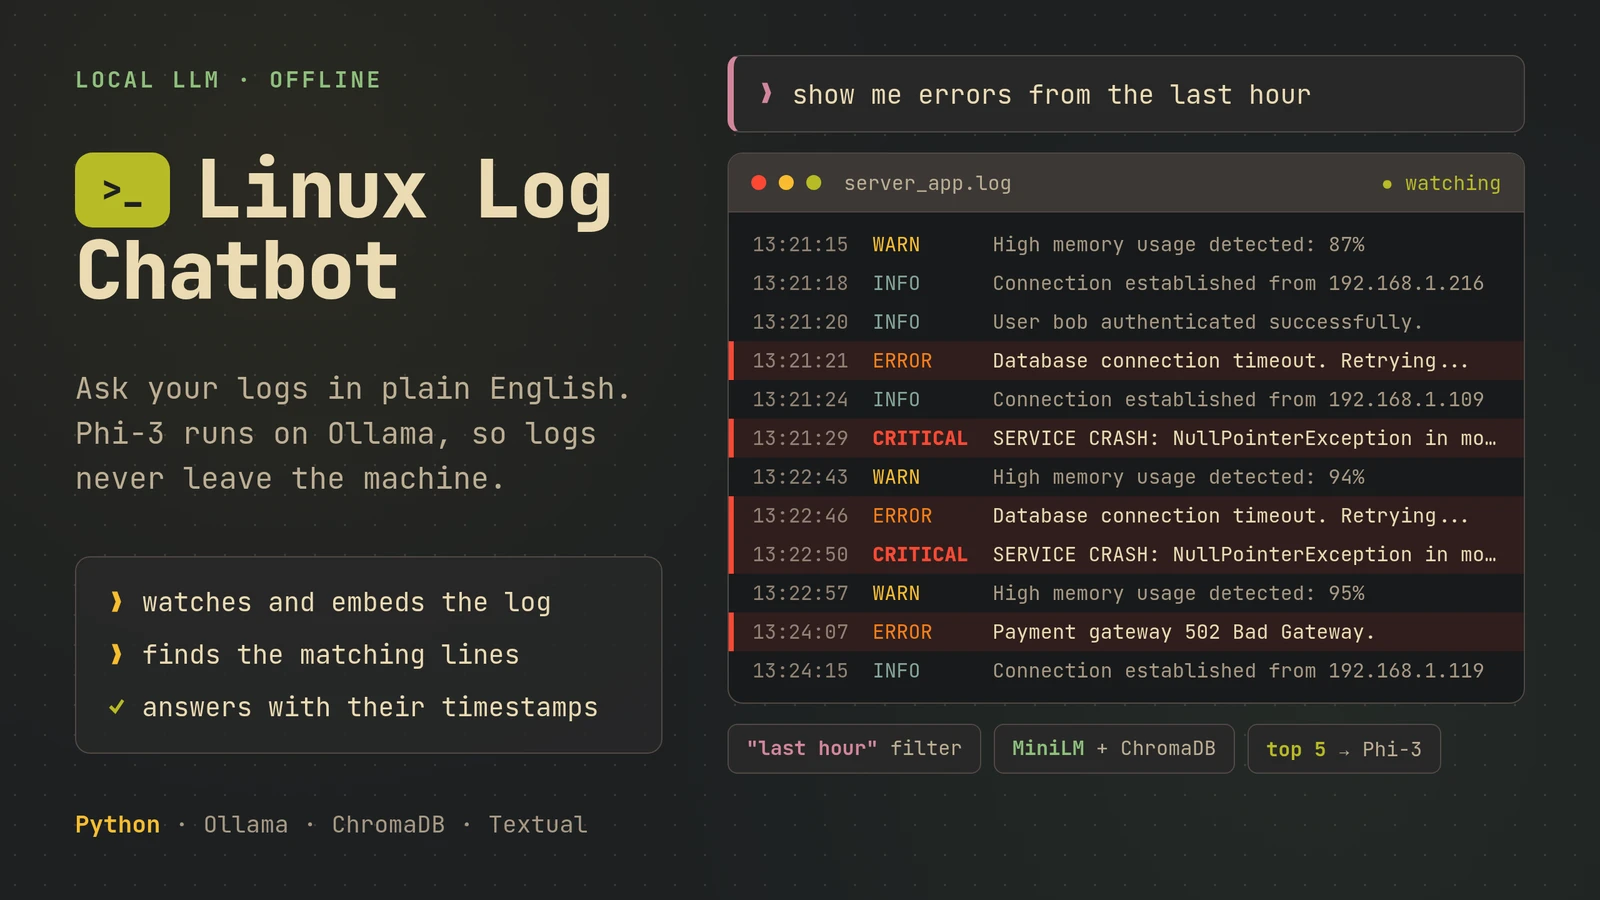 LOCAL LLM · OFFLINE
>_ Linux Log
Chatbot
Ask your logs in plain English.
Phi-3 runs on Ollama, so logs
never leave the machine.
❱ watches and embeds the log
❱ finds the matching lines
✓ answers with their timestamps
Python · Ollama · ChromaDB · Textual
❱ show me errors from the last hour
server_app.log ● watching
13:21:15 WARN High memory usage detected: 87%
13:21:18 INFO Connection established from 192.168.1.216
13:21:20 INFO User bob authenticated successfully.
13:21:21 ERROR Database connection timeout. Retrying...
13:21:24 INFO Connection established from 192.168.1.109
13:21:29 CRITICAL SERVICE CRASH: NullPointerException in mo…
13:22:43 WARN High memory usage detected: 94%
13:22:46 ERROR Database connection timeout. Retrying...
13:22:50 CRITICAL SERVICE CRASH: NullPointerException in mo…
13:22:57 WARN High memory usage detected: 95%
13:24:07 ERROR Payment gateway 502 Bad Gateway.
13:24:15 INFO Connection established from 192.168.1.119
"last hour" filter
MiniLM + ChromaDB
top 5 → Phi-3